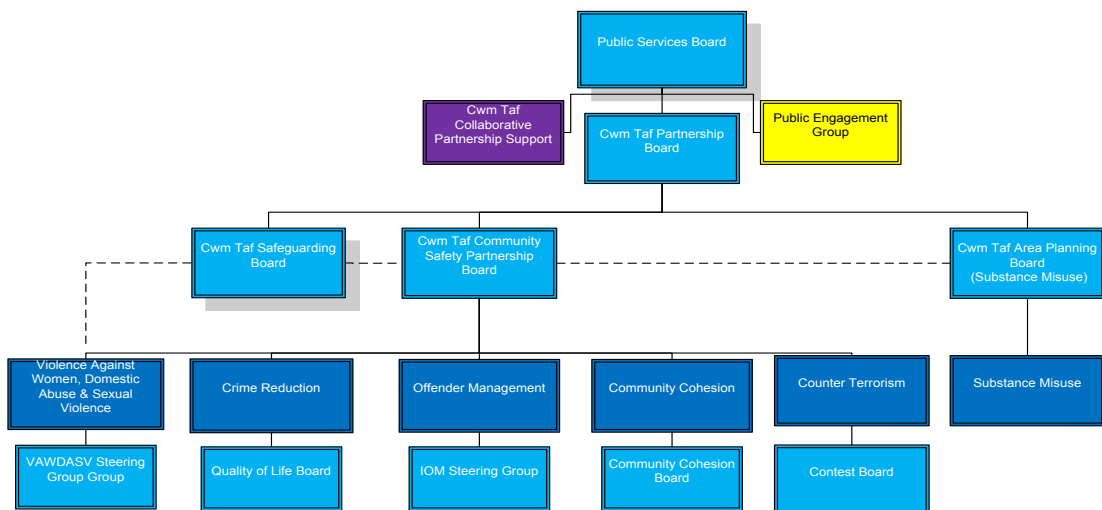 Public Services Board
Cwm Taf
Collaborative
Partnership Support
Cwm Taf Partnership
Board
Public Engagement
Group
Cwm Taf Safeguarding
Board
Cwm Taf Community
Safety Partnership
Board
Cwm Taf Area Planning
Board
(Substance Misuse)
Violence Against
Women, Domestic
Abuse & Sexual
Violence
Crime Reduction
Offender Management
Community Cohesion
Counter Terrorism
Substance Misuse
VAWDASV Steering
Group Group
Quality of Life Board
IOM Steering Group
Community Cohesion
Board
Contest Board